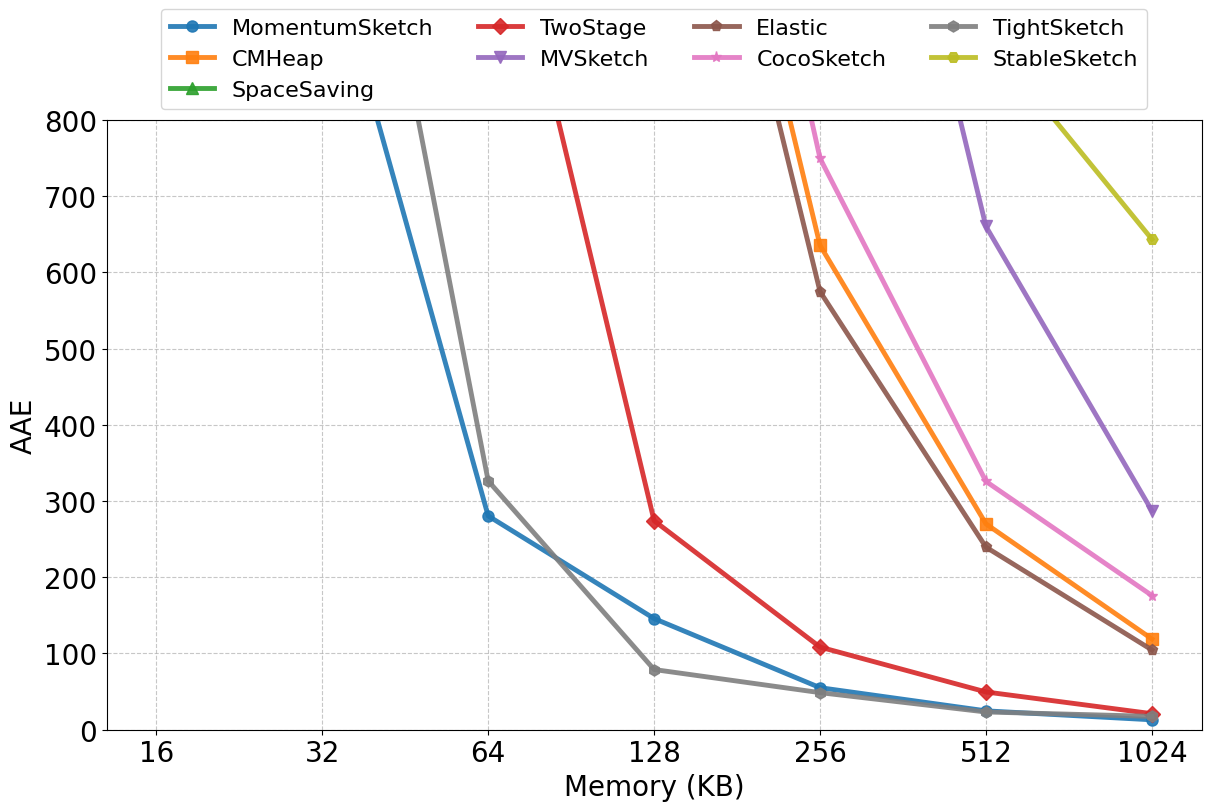 MomentumSketch TwoStage Elastic TightSketch
CMHeap MVSketch CocoSketch StableSketch
SpaceSaving
800
700
600
500
400
300
200
100
0
AAE
16 32 64 128 256 512 1024
Memory (KB)